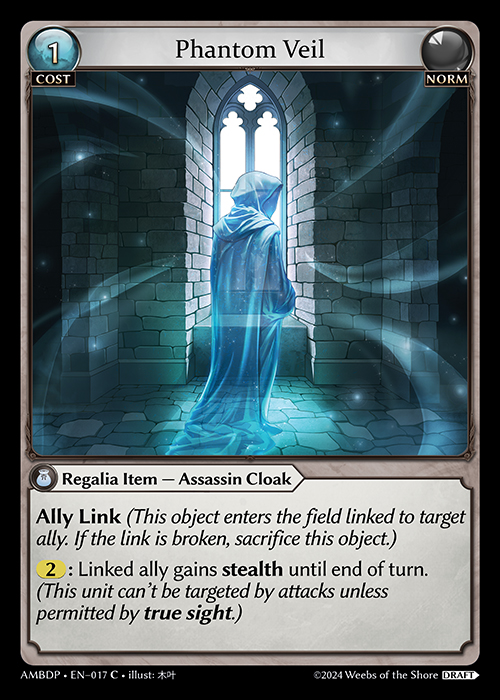 1
Phantom Veil
COST
NORM
Regalia Item — Assassin Cloak
Ally Link (This object enters the field linked to target
ally. If the link is broken, sacrifice this object.)
2 : Linked ally gains stealth until end of turn.
(This unit can't be targeted by attacks unless
permitted by true sight.)
AMBDP • EN–017 C • illust: 木叶
©2024 Weebs of the Shore DRAFT